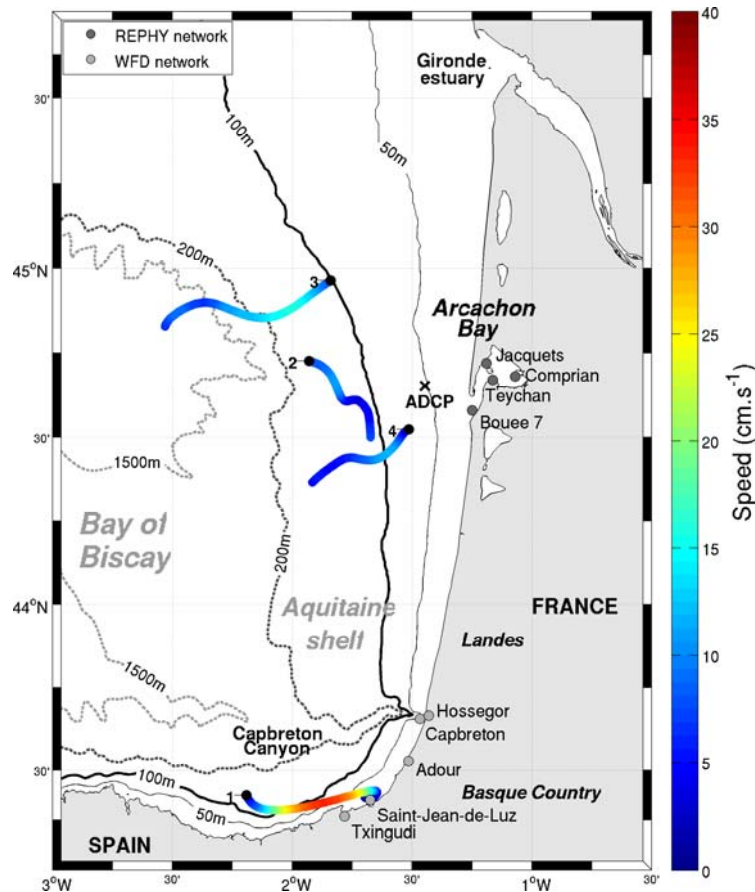 REPHY network
WFD network
Gironde
estuary
40
35
30
25
20
15
10
5
0
Speed (cm.s⁻¹)
30'
100m
50m
200m
45°N
3
Arcachon
Bay
Jacquets
Comprian
Teychan
2
ADCP
Bouee 7
4
30'
1500m
Bay of
Biscay
200m
44°N
Aquitaine
shelf
FRANCE
Landes
1500m
Hossegor
Capbreton
Capbreton
Canyon
Adour
30'
100m
1
Basque Country
50m
Saint-Jean-de-Luz
Txingudi
SPAIN
3°W
30'
2°W
30'
1°W
30'